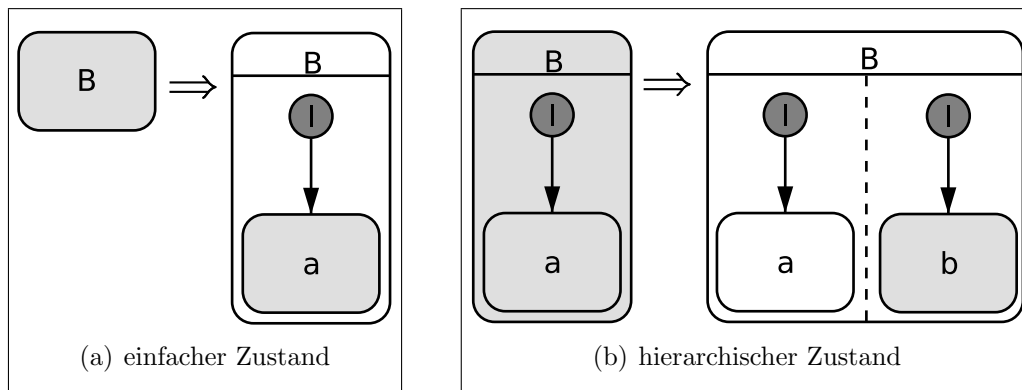 B
⇒
B
I
a
(a) einfacher Zustand
B
I
a
⇒
B
I
I
a
b
(b) hierarchischer Zustand